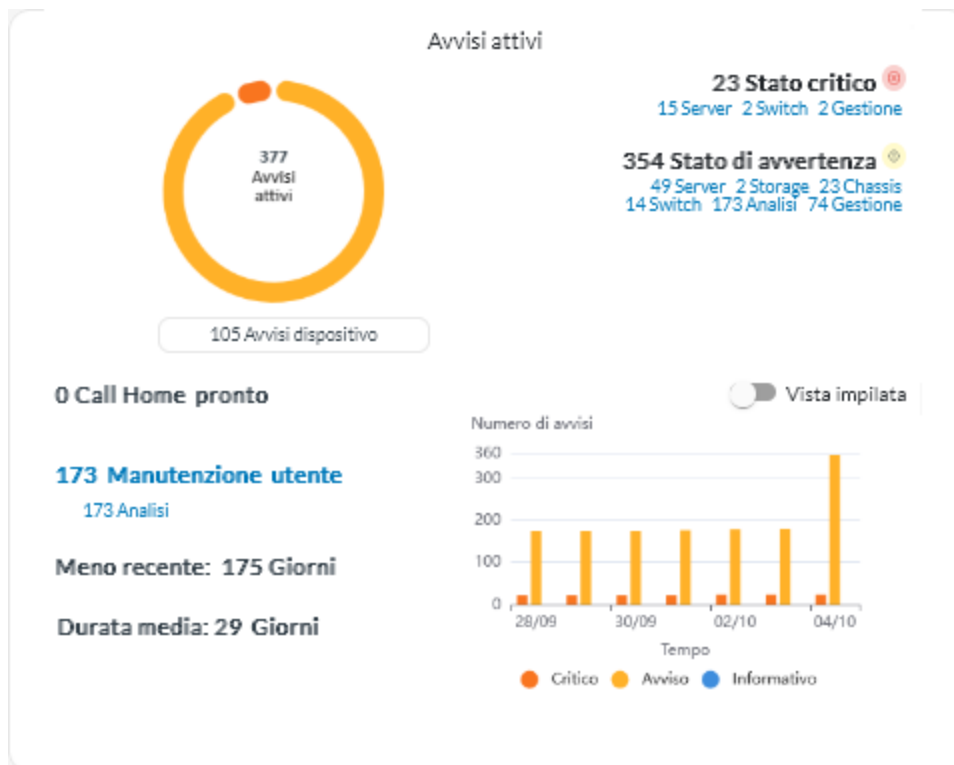 Avvisi attivi
377
Avvisi
attivi
105 Avvisi dispositivo
23 Stato critico
15 Server 2 Switch 2 Gestione
354 Stato di avvertenza
49 Server 2 Storage 23 Chassis
14 Switch 173 Analisi 74 Gestione
0 Call Home pronto
173 Manutenzione utente
173 Analisi
Meno recente: 175 Giorni
Durata media: 29 Giorni
Vista impilata
Numero di avvisi
360
300
200
100
0
28/09 30/09 02/10 04/10
Tempo
Critico Avviso Informativo